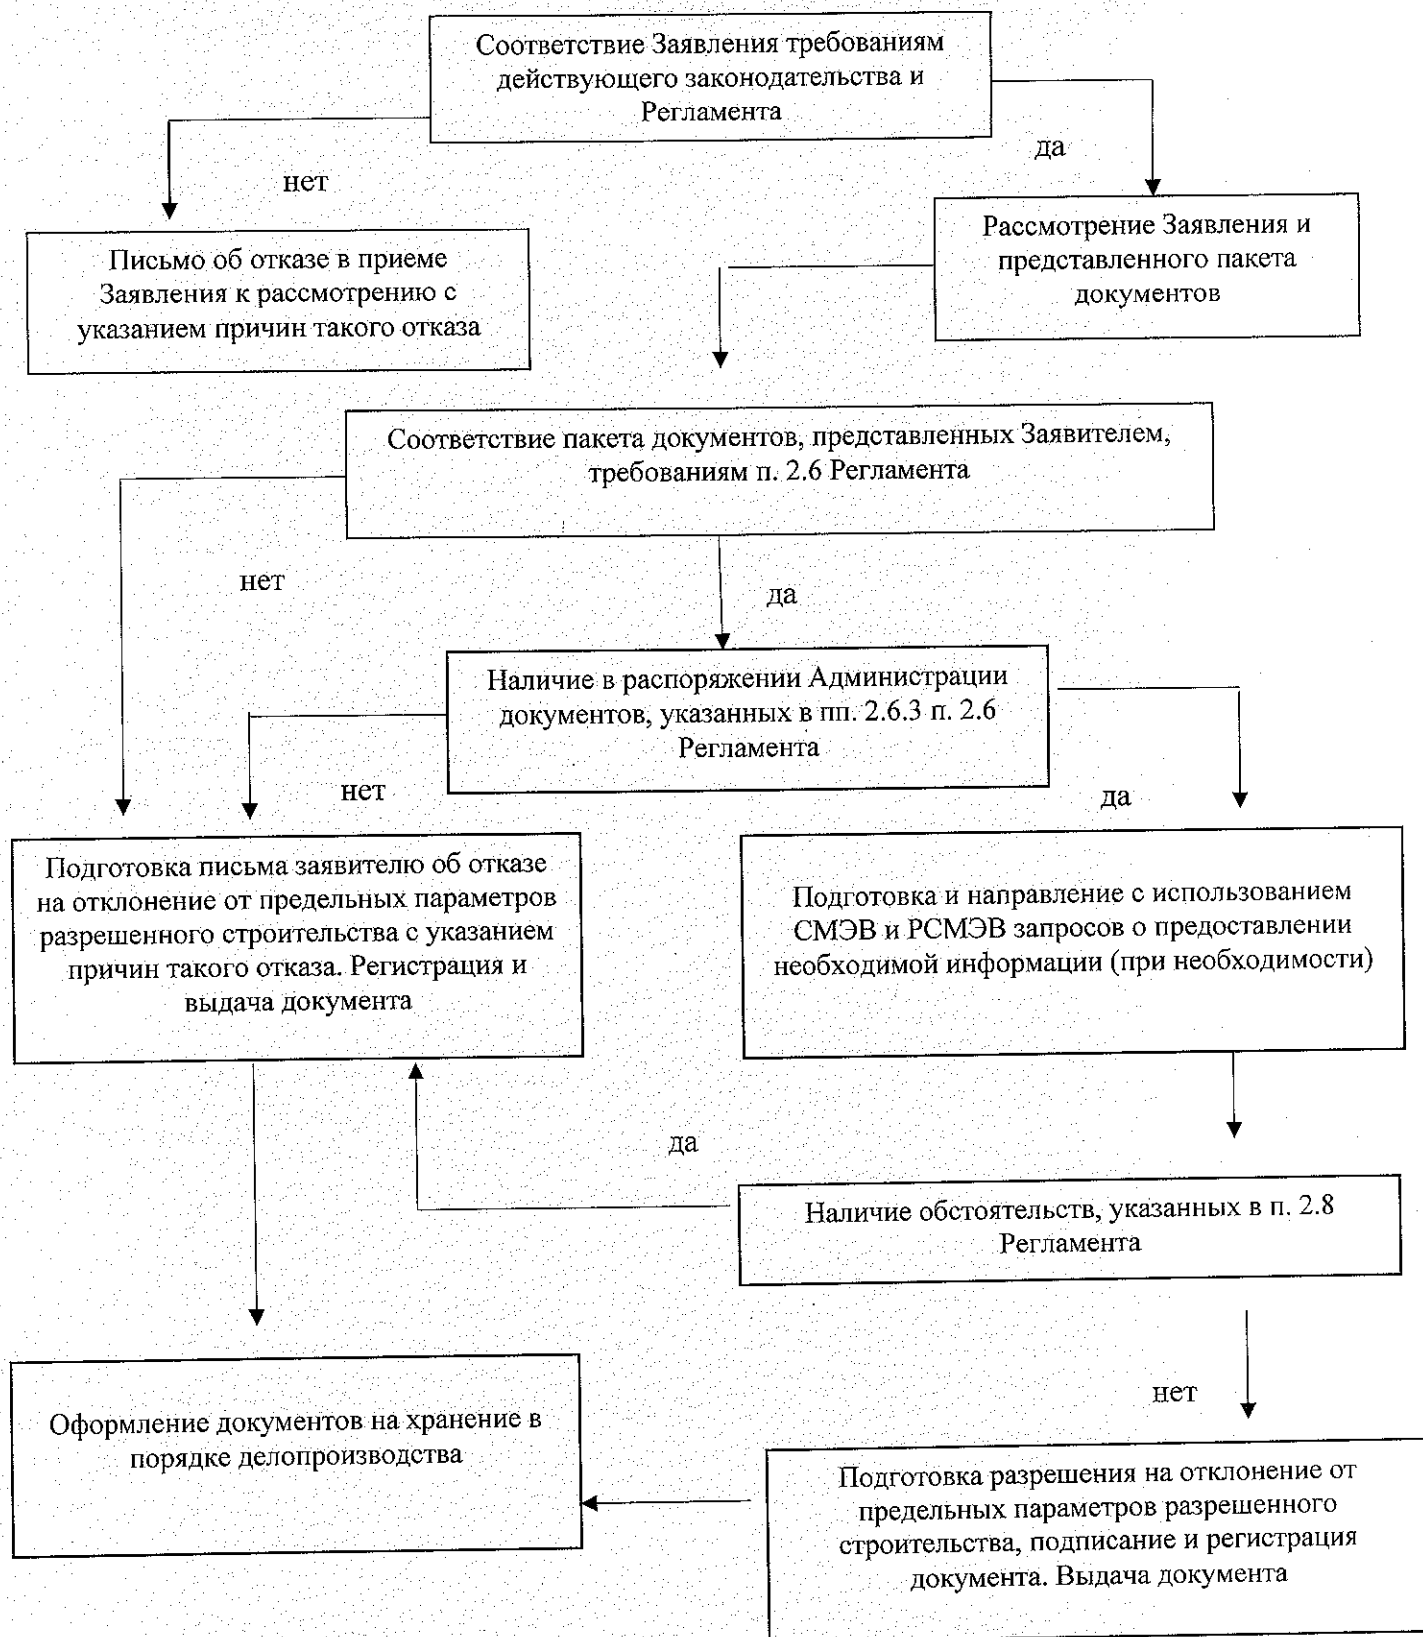 Соответствие Заявления требованиям
действующего законодательства и
Регламента
да
нет
Рассмотрение Заявления и
представленного пакета
документов
Письмо об отказе в приеме
Заявления к рассмотрению с
указанием причин такого отказа
Соответствие пакета документов, представленных Заявителем,
требованиям п. 2.6 Регламента
нет
да
Наличие в распоряжении Администрации
документов, указанных в пп. 2.6.3 п. 2.6
Регламента
нет
да
Подготовка письма заявителю об отказе
на отклонение от предельных параметров
разрешенного строительства с указанием
причин такого отказа. Регистрация и
выдача документа
Подготовка и направление с использованием
СМЭВ и РСМЭВ запросов о предоставлении
необходимой информации (при необходимости)
да
Наличие обстоятельств, указанных в п. 2.8
Регламента
нет
Оформление документов на хранение в
порядке делопроизводства
Подготовка разрешения на отклонение от
предельных параметров разрешенного
строительства, подписание и регистрация
документа. Выдача документа